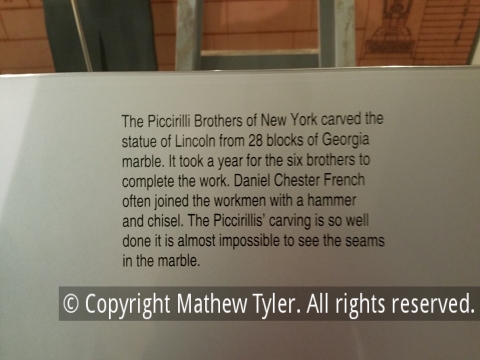 The Piccirilli Brothers of New York carved the
statue of Lincoln from 28 blocks of Georgia
marble. It took a year for the six brothers to
complete the work. Daniel Chester French
often joined the workmen with a hammer
and chisel. The Picirillis' carving is so well
done it is almost impossible to see the seams
in the marble.
© Copyright Mathew Tyler. All rights reserved.